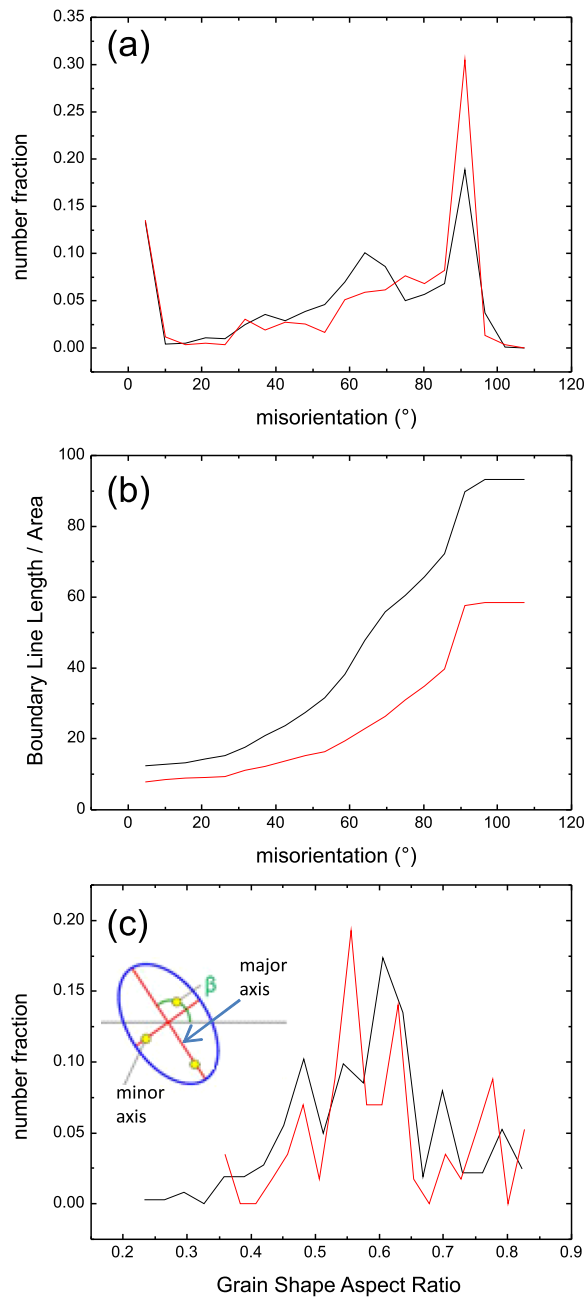 (a)
0.35
0.30
0.25
0.20
0.15
0.10
0.05
0.00
number fraction
0 20 40 60 80 100 120
misorientation (°)
(b)
100
80
60
40
20
0
Boundary Line Length / Area
0 20 40 60 80 100 120
misorientation (°)
(c)
0.20
0.15
0.10
0.05
0.00
number fraction
β
major
axis
minor
axis
0.2 0.3 0.4 0.5 0.6 0.7 0.8 0.9
Grain Shape Aspect Ratio